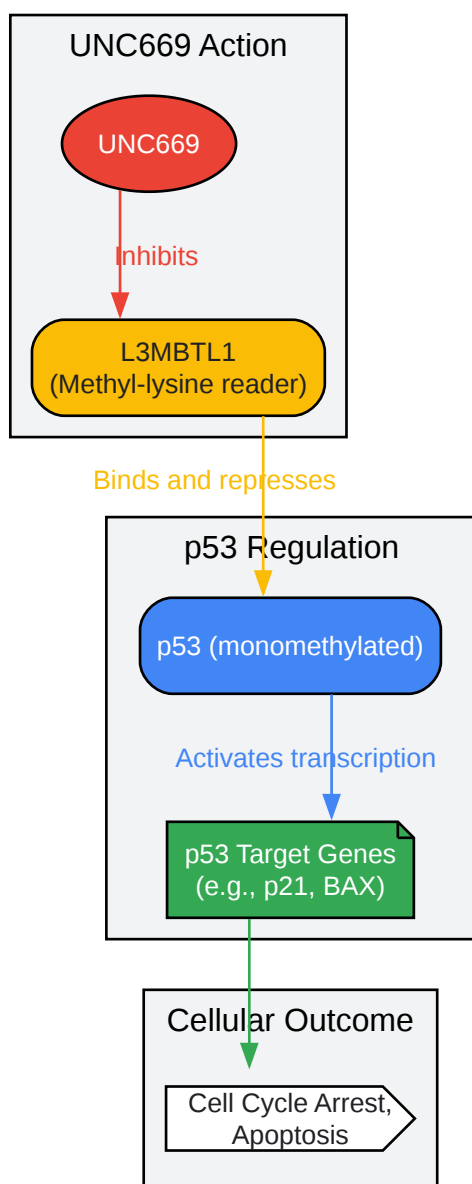 UNC669 Action
UNC669
Inhibits
L3MBTL1
(Methyl-lysine reader)
Binds and represses
p53 Regulation
p53 (monomethylated)
Activates transcription
p53 Target Genes
(e.g., p21, BAX)
Cellular Outcome
Cell Cycle Arrest,
Apoptosis